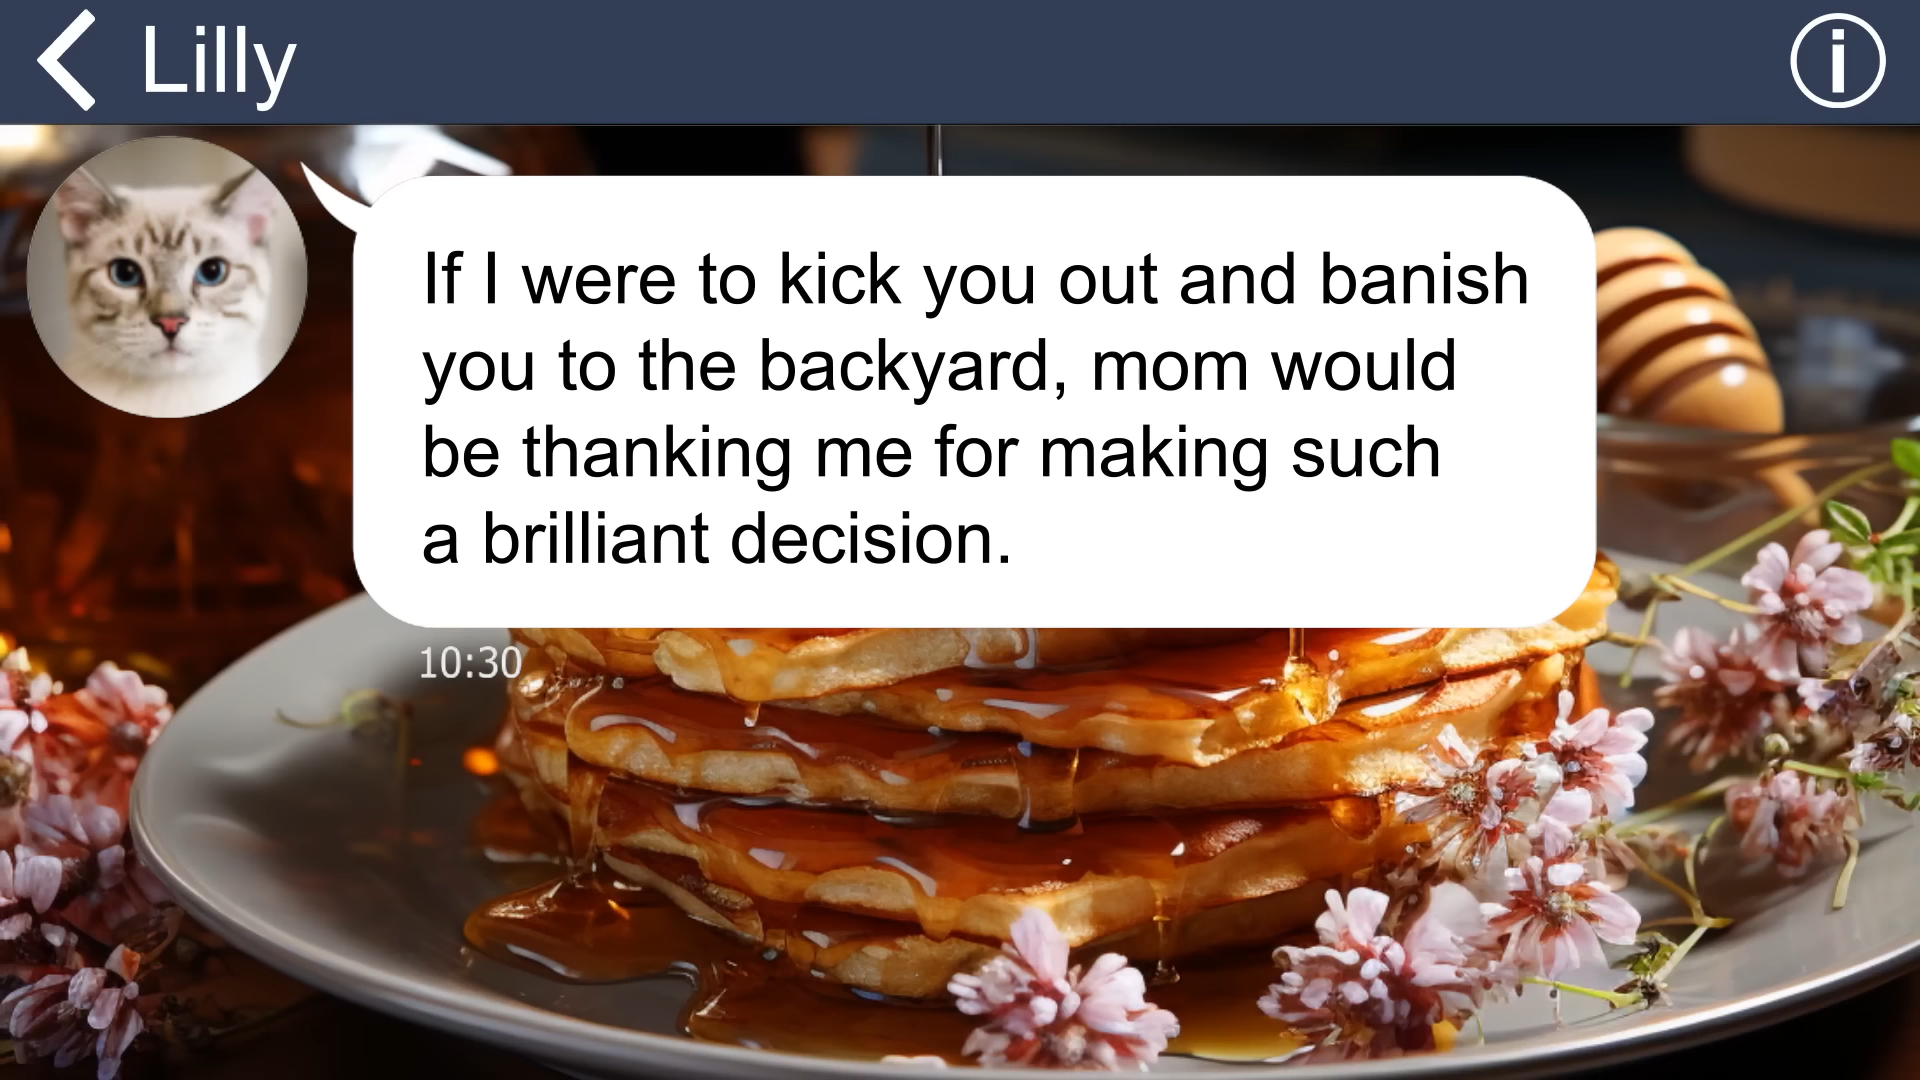 Lilly
If I were to kick you out and banish
you to the backyard, mom would
be thanking me for making such
a brilliant decision.
10:30